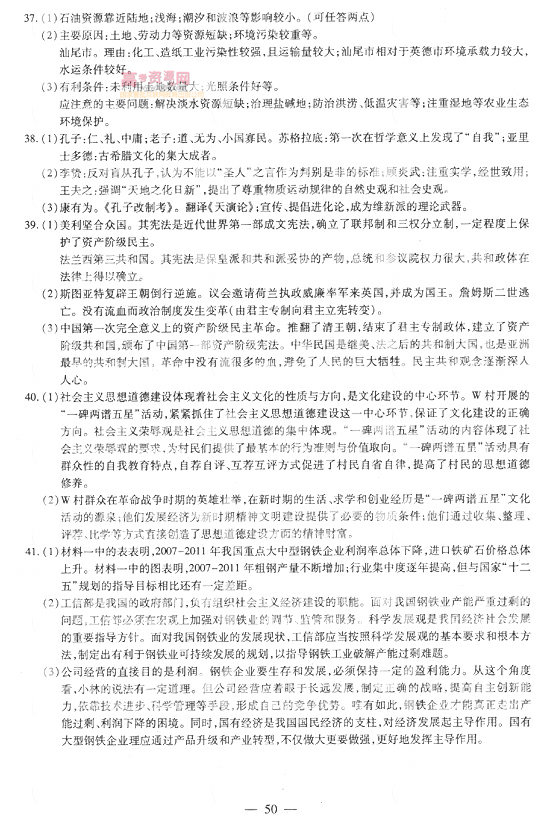 37. (1)石油资源靠近陆地;浅海;潮汐和波浪等影响较小。(可任答两点)
(2)主要原因:土地、劳动力等资源短缺;环境污染较重等。
汕尾市。理由:化工、造纸工业污染性较强,且运输量较大;汕尾市相对于英德市环境承载力较大,
水运条件较好。
(3)有利条件:未利用土地数量大;光照条件好等。
应注意的主要问题:解决淡水资源短缺;治理盐碱地;防治洪涝、低温灾害等;注重湿地等农业生态
环境保护。
38. (1)孔子:仁、礼、中庸;老子:道、无为、小国寡民。苏格拉底:第一次在哲学意义上发现了“自我”;亚里
士多德:古希腊文化的集大成者。
(2)李贽:反对盲从孔子,认为不能以“圣人”之言作为判别是非的标准;顾炎武:注重实学,经世致用;
王夫之:强调“天地之化日新”,提出了尊重物质运动规律的自然史观和社会史观。
(3)康有为。《孔子改制考》。翻译《天演论》;宣传、提倡进化论,成为维新派的理论武器。
39. (1)美利坚合众国。其宪法是近代世界第一部成文宪法,确立了联邦制和三权分立制,一定程度上保
护了资产阶级民主。
法兰西第三共和国。其宪法是保皇派和共和派妥协的产物,总统和参议院权力很大,共和政体在
法律上得以确立。
(2)斯图亚特复辟王朝倒行逆施。议会邀请荷兰执政威廉率军来英国,并成为国王。詹姆斯二世逃
亡。没有流血而政治制度发生变革(由君主专制向君主立宪转变)。
(3)中国第一次完全意义上的资产阶级民主革命。推翻了清王朝,结束了君主专制政体,建立了资产
阶级共和国,颁布了中国第一部资产阶级宪法。中华民国是继美、法之后的共和制大国,也是亚洲
最早的共和制大国。革命中没有流很多的血,避免了人民的巨大牺牲。民主共和观念逐渐深入
人心。
40. (1)社会主义思想道德建设体现着社会主义文化的性质与方向,是文化建设的中心环节。W村开展的
“一碑两谱五星”活动,紧紧抓住了社会主义思想道德建设这一中心环节,保证了文化建设的正确
方向。社会主义荣辱观是社会主义思想道德的集中体现。“一碑两谱五星”活动的内容体现了社会
主义荣辱观的要求,为村民们提供了最基本的行为准则与价值取向。“一碑两谱五星”活动具有
群众性的自我教育特点,自荐自评、互荐互评方式促进了村民自省自律,提高了村民的思想道德
修养。
(2)W村群众在革命战争时期的英雄壮举,在新时期的生活、求学和创业经历是“一碑两谱五星”文化
活动的源泉;他们发展经济为新时期精神文明建设提供了必要的物质条件;他们通过收集、整理、
评荐、比学等方式直接创造了思想道德建设方面的精神财富。
41. (1)材料一中的表表明,2007-2011年我国重点大中型钢铁企业利润率总体下降,进口铁矿石价格总体
上升。材料一中的图表明,2007-2011年粗钢产量不断增加;行业集中度逐年提高,但与国家“十二
五”规划的指导目标相比还有一定差距。
(2)工信部是我国的政府部门,负有组织社会主义经济建设的职能。面对我国钢铁业产能严重过剩的
问题,工信部必须在宏观上加强对钢铁业的调节、监管和服务。科学发展观是我国经济社会发展
的重要指导方针。面对我国钢铁业的发展现状,工信部应当按照科学发展观的基本要求和根本方
法,制定出有利于钢铁业可持续发展的规划,以指导钢铁工业破解产能过剩难题。
(3)公司经营的直接目的是利润。钢铁企业要生存和发展,必须保持一定的盈利能力。从这个角度
看,小林的说法有一定道理。但公司经营应着眼于长远发展,制定正确的战略,提高自主创新能
力,依靠技术进步、科学管理等手段,形成自己的竞争优势。唯有如此,钢铁企业才能真正走出产
能过剩、利润下降的困境。同时,国有经济是我国国民经济的支柱,对经济发展起主导作用。国有
大型钢铁企业理应通过产品升级和产业转型,不仅做大更要做强,更好地发挥主导作用。
— 50 —